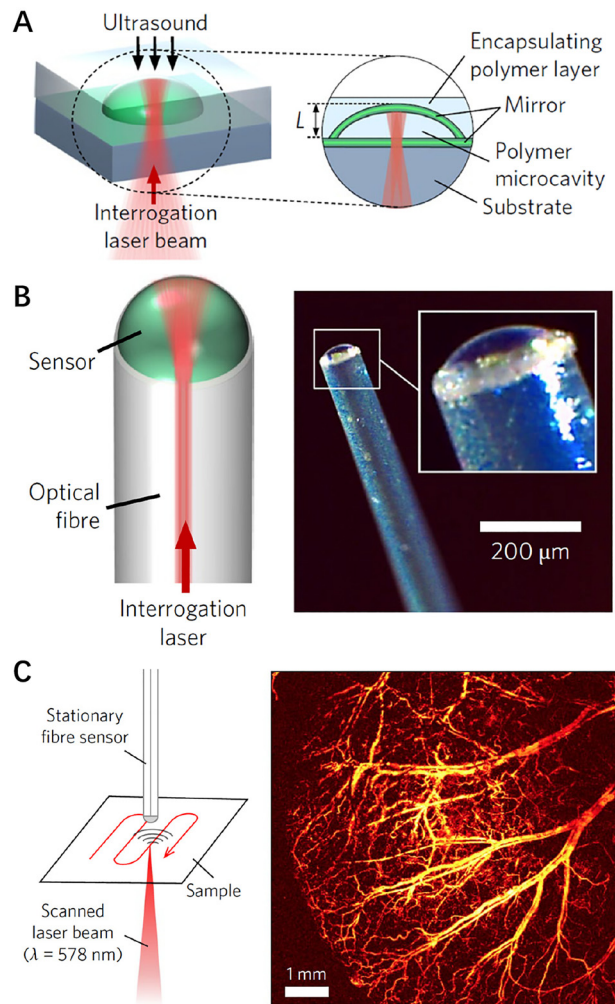 A
Ultrasound
Encapsulating
polymer layer
L
Mirror
Polymer
microcavity
Interrogation
laser beam
Substrate
B
Sensor
Optical
fibre
Interrogation
laser
200 μm
C
Stationary
fibre sensor
Sample
Scanned
laser beam
(λ = 578 nm)
1 mm